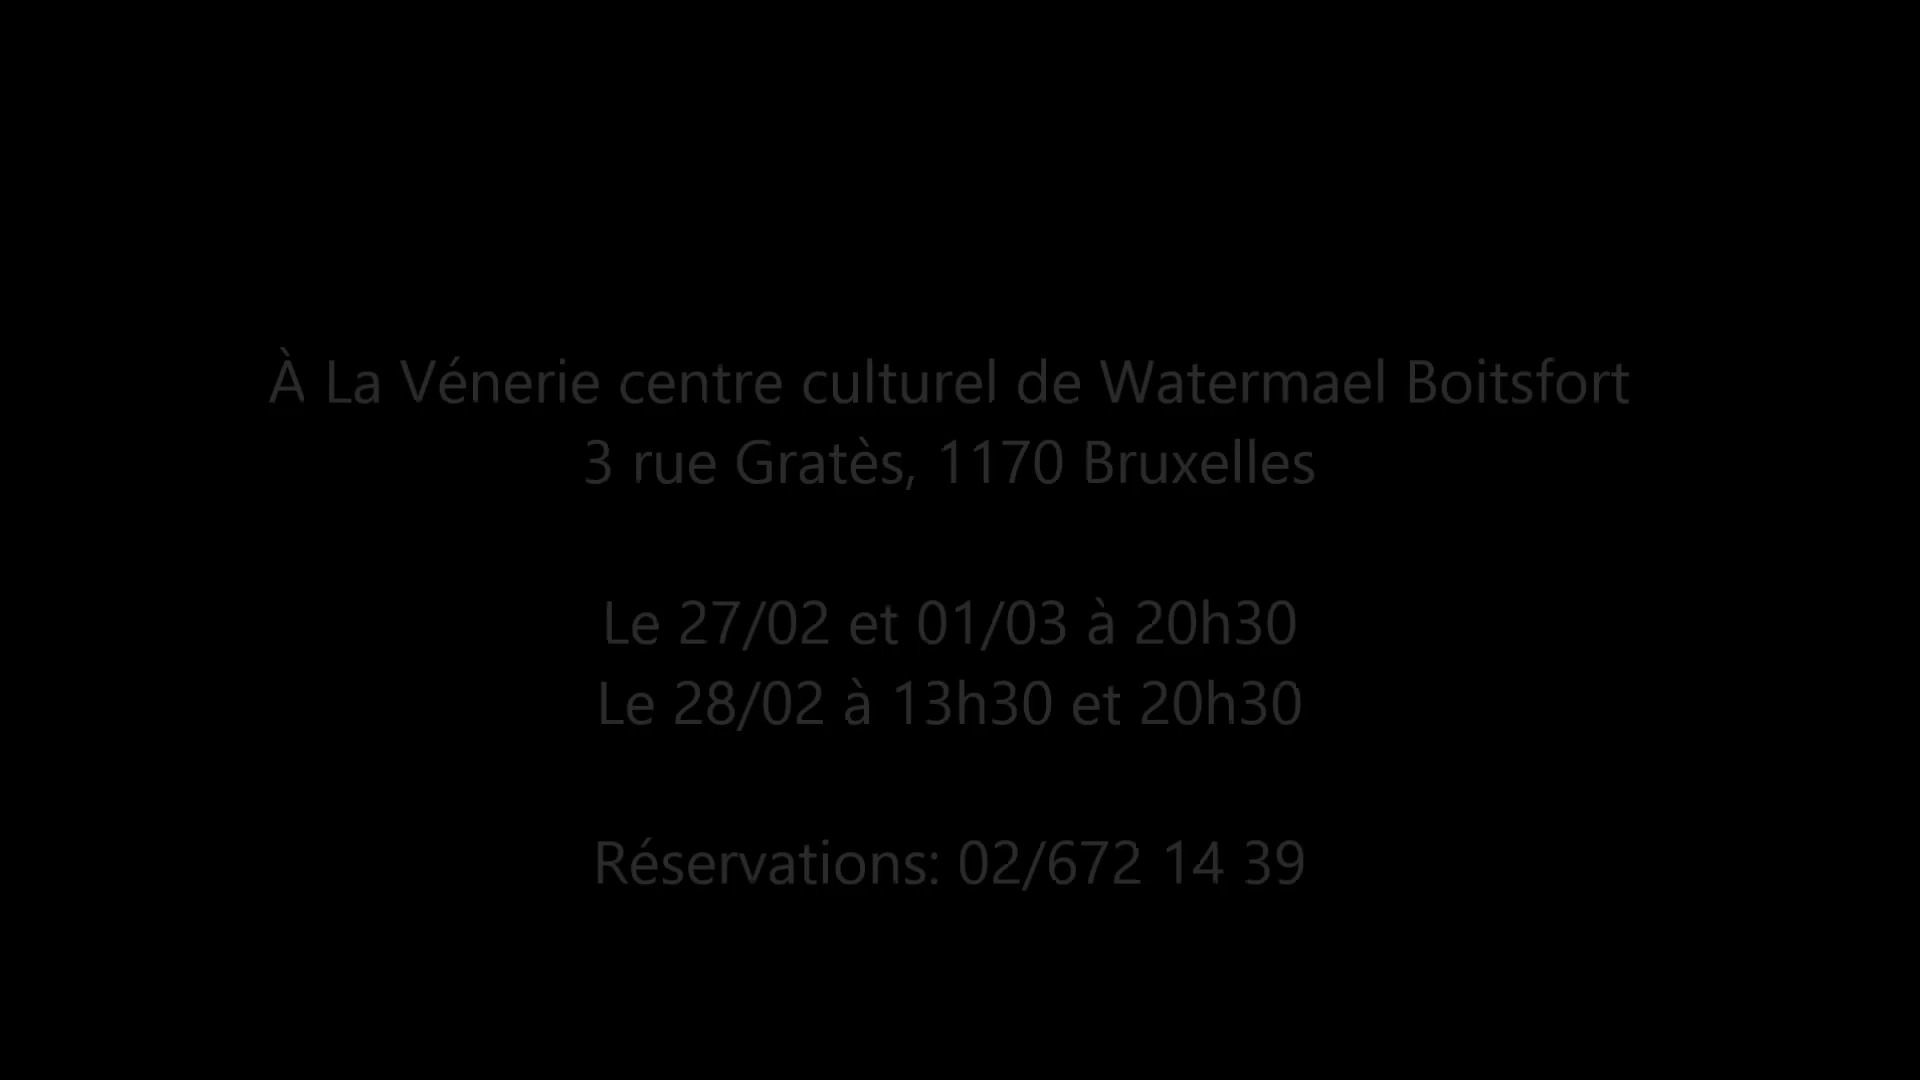 À La Vénerie centre culturel de Watermael Boitsfort
3 rue Gratès, 1170 Bruxelles
Le 27/02 et 01/03 à 20h30
Le 28/02 à 13h30 et 20h30
Réservations: 02/672 14 39